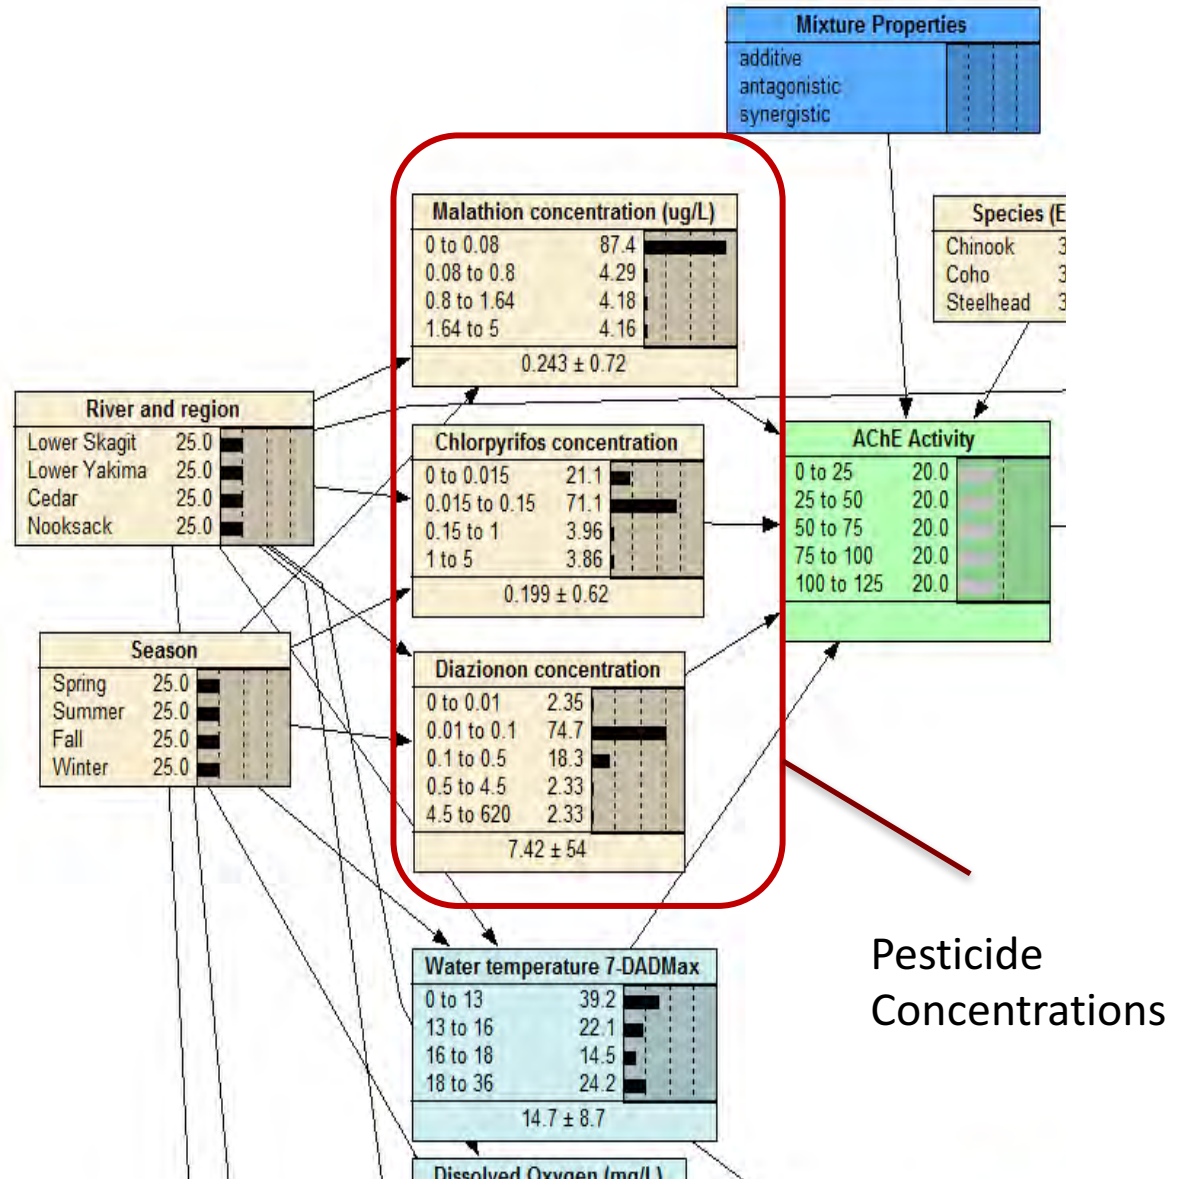 Mixture Properties
additive
antagonistic
synergistic
Malathion concentration (ug/L)
0 to 0.08 87.4
0.08 to 0.8 4.29
0.8 to 1.64 4.18
1.64 to 5 4.16
0.243 ± 0.72
Species (E
Chinook 3
Coho 3
Steelhead 3
River and region
Lower Skagit 25.0
Lower Yakima 25.0
Cedar 25.0
Nooksack 25.0
Chlorpyrifos concentration
0 to 0.015 21.1
0.015 to 0.15 71.1
0.15 to 1 3.96
1 to 5 3.86
0.199 ± 0.62
AChE Activity
0 to 25 20.0
25 to 50 20.0
50 to 75 20.0
75 to 100 20.0
100 to 125 20.0
Season
Spring 25.0
Summer 25.0
Fall 25.0
Winter 25.0
Diazionon concentration
0 to 0.01 2.35
0.01 to 0.1 74.7
0.1 to 0.5 18.3
0.5 to 4.5 2.33
4.5 to 620 2.33
7.42 ± 54
Pesticide
Concentrations
Water temperature 7-DADMax
0 to 13 39.2
13 to 16 22.1
16 to 18 14.5
18 to 36 24.2
14.7 ± 8.7
Dissolved Oxygen (mg/L)